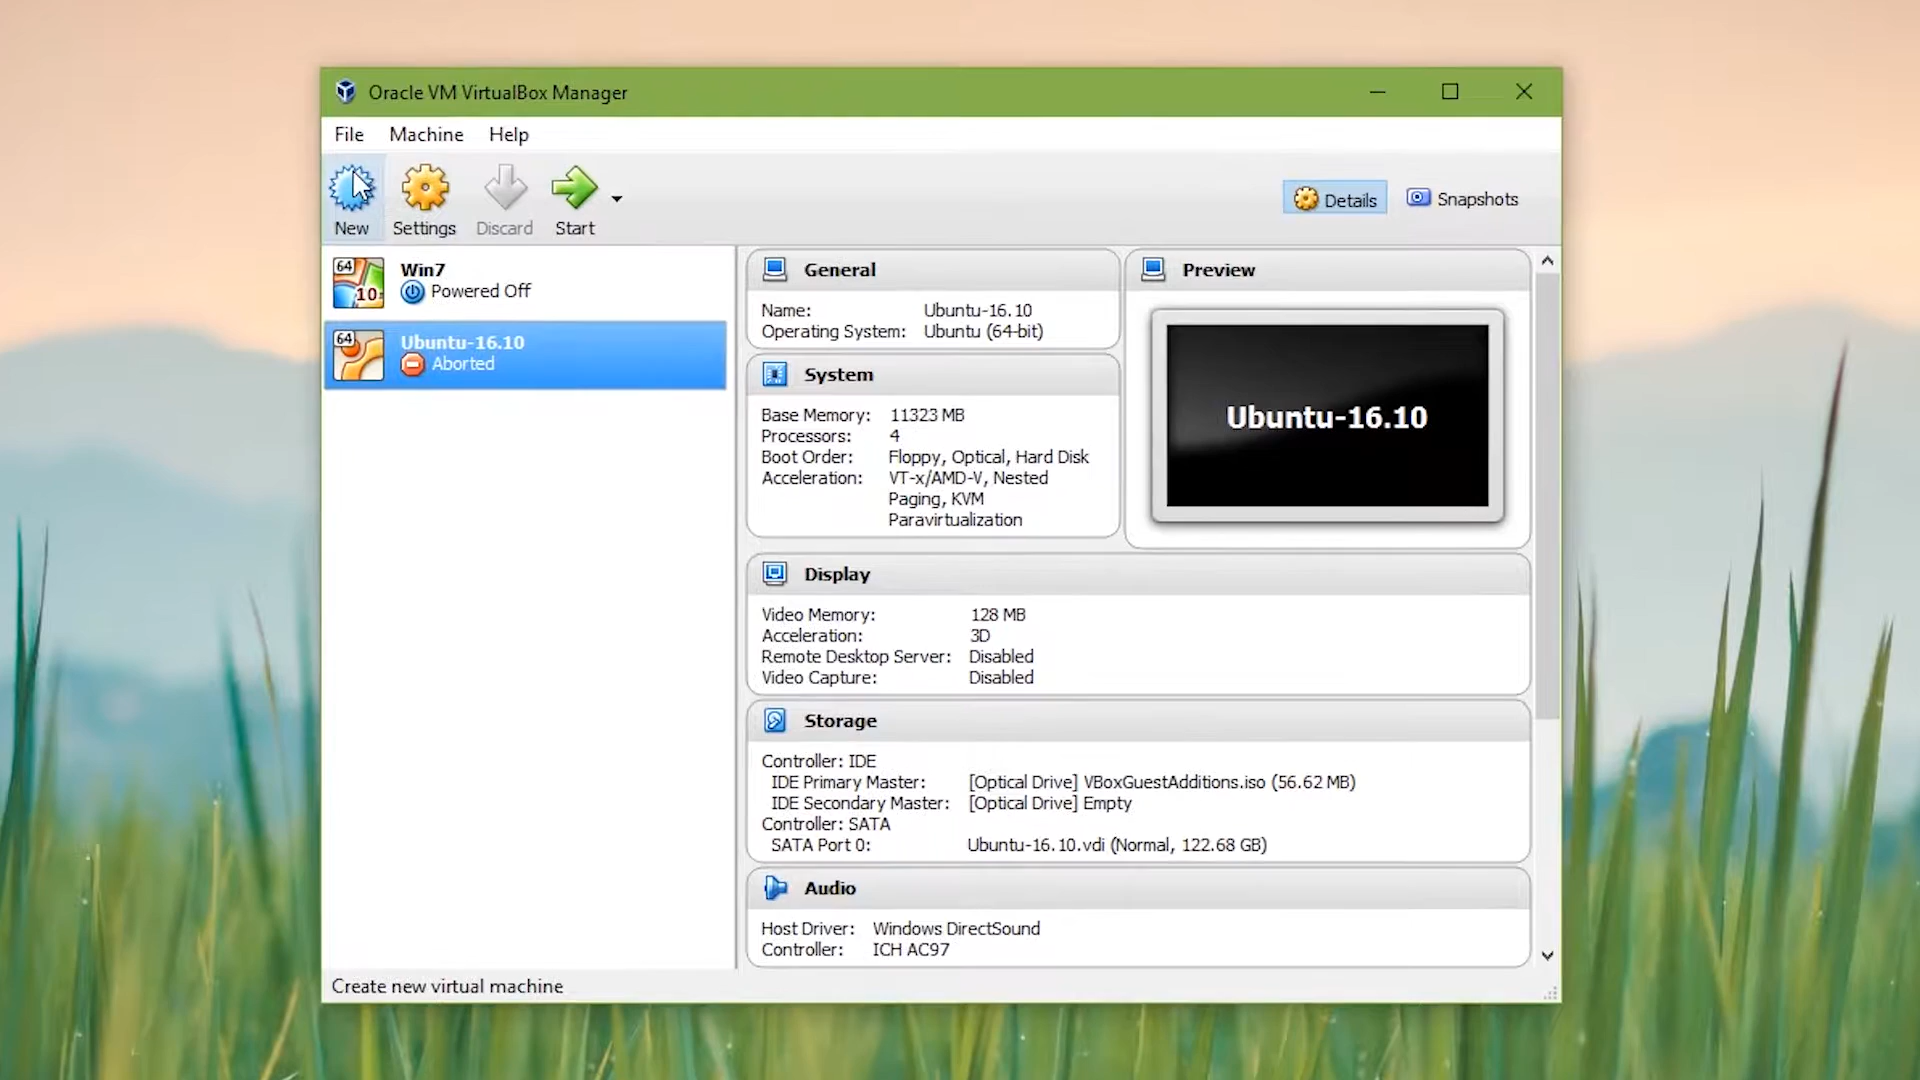 Oracle VM VirtualBox Manager
File Machine Help
New Settings Discard Start
Details Snapshots
64
10
Win7
Powered Off
64
Ubuntu-16.10
Aborted
General
Name: Ubuntu-16.10
Operating System: Ubuntu (64-bit)
System
Base Memory: 11323 MB
Processors: 4
Boot Order: Floppy, Optical, Hard Disk
Acceleration: VT-x/AMD-V, Nested
Paging, KVM
Paravirtualization
Preview
Ubuntu-16.10
Display
Video Memory: 128 MB
Acceleration: 3D
Remote Desktop Server: Disabled
Video Capture: Disabled
Storage
Controller: IDE
IDE Primary Master: [Optical Drive] VBoxGuestAdditions.iso (56.62 MB)
IDE Secondary Master: [Optical Drive] Empty
Controller: SATA
SATA Port 0: Ubuntu-16.10.vdi (Normal, 122.68 GB)
Audio
Host Driver: Windows DirectSound
Controller: ICH AC97
Create new virtual machine